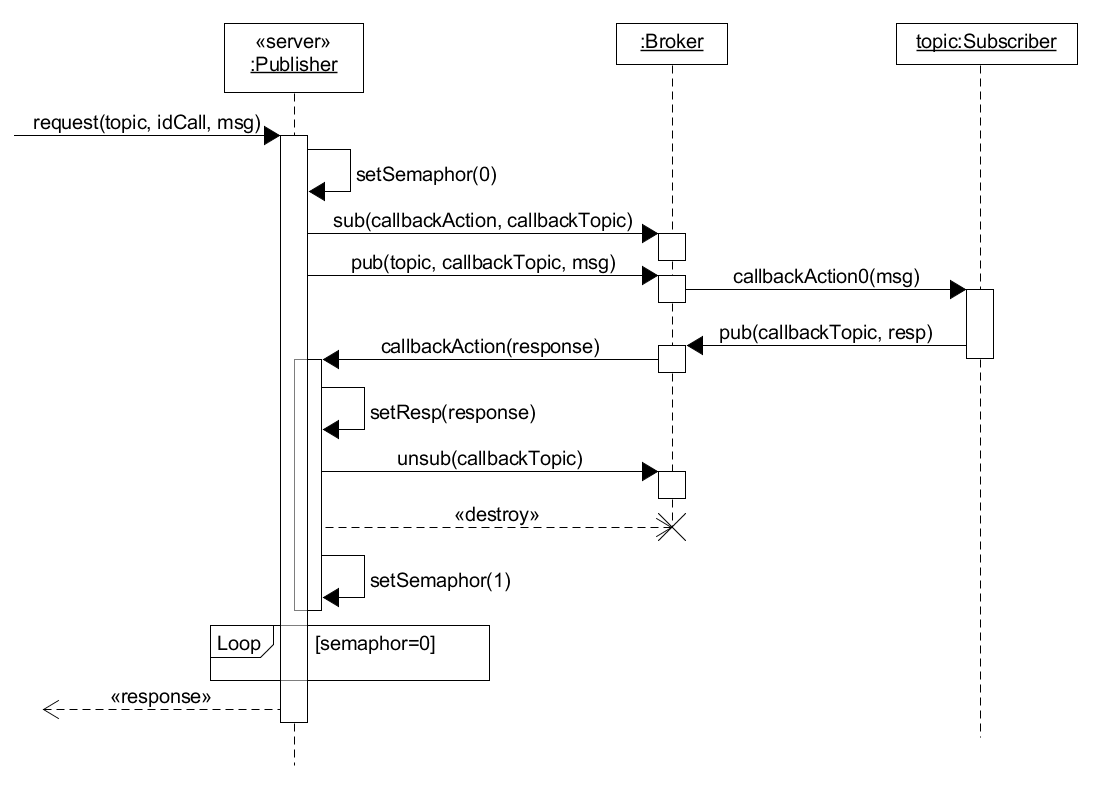 «server»
:Publisher
:Broker
topic:Subscriber
request(topic, idCall, msg)
setSemaphor(0)
sub(callbackAction, callbackTopic)
pub(topic, callbackTopic, msg)
callbackAction0(msg)
pub(callbackTopic, resp)
callbackAction(response)
setResp(response)
unsub(callbackTopic)
«destroy»
setSemaphor(1)
Loop [semaphor=0]
«response»